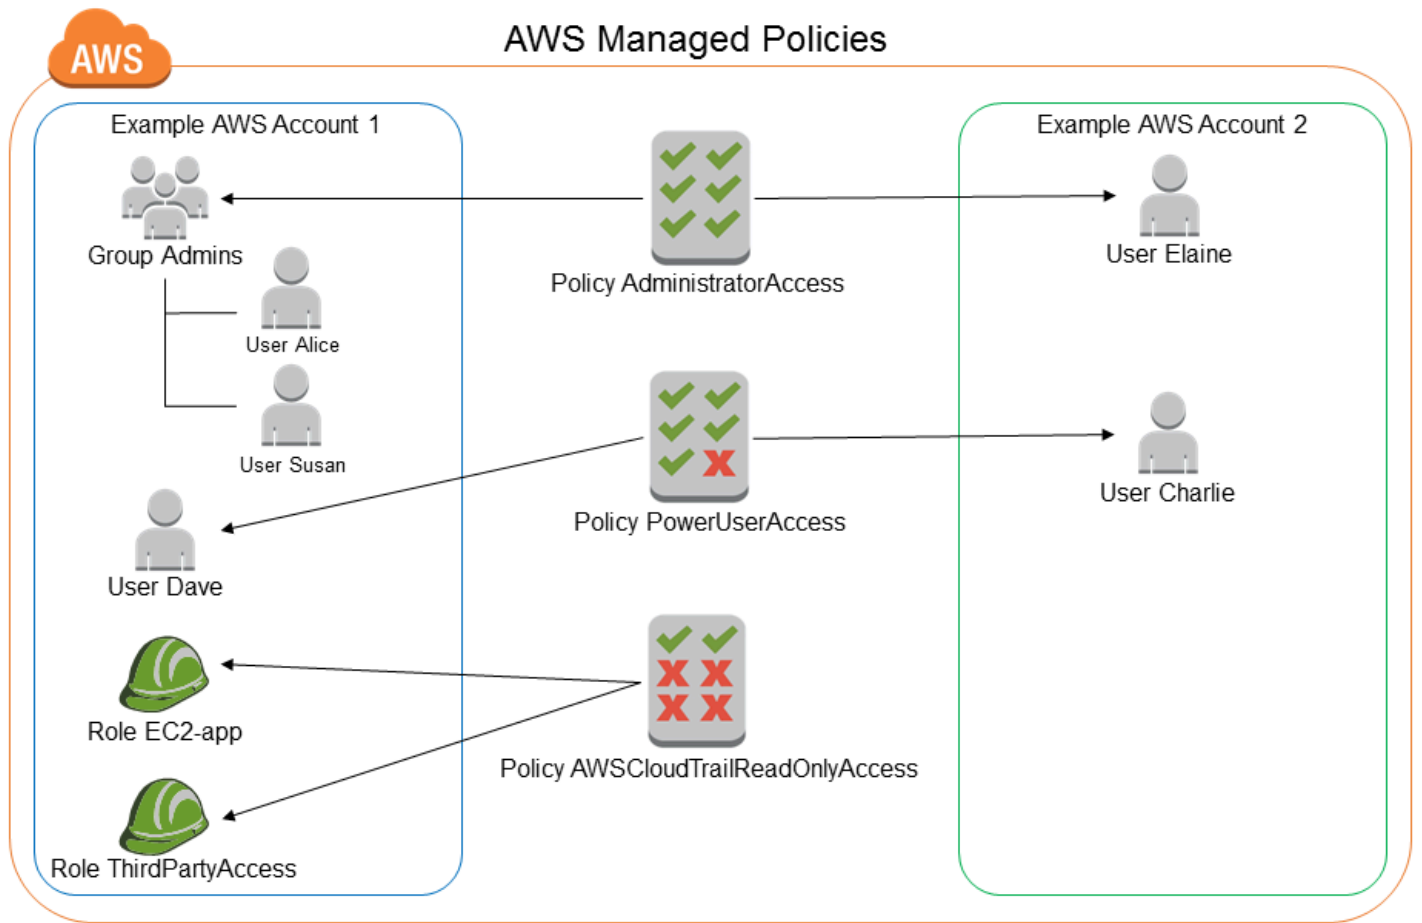 AWS
AWS Managed Policies
Example AWS Account 1
Example AWS Account 2
Group Admins
User Alice
User Susan
User Dave
Role EC2-app
Role ThirdPartyAccess
Policy AdministratorAccess
Policy PowerUserAccess
Policy AWSCloudTrailReadOnlyAccess
User Elaine
User Charlie